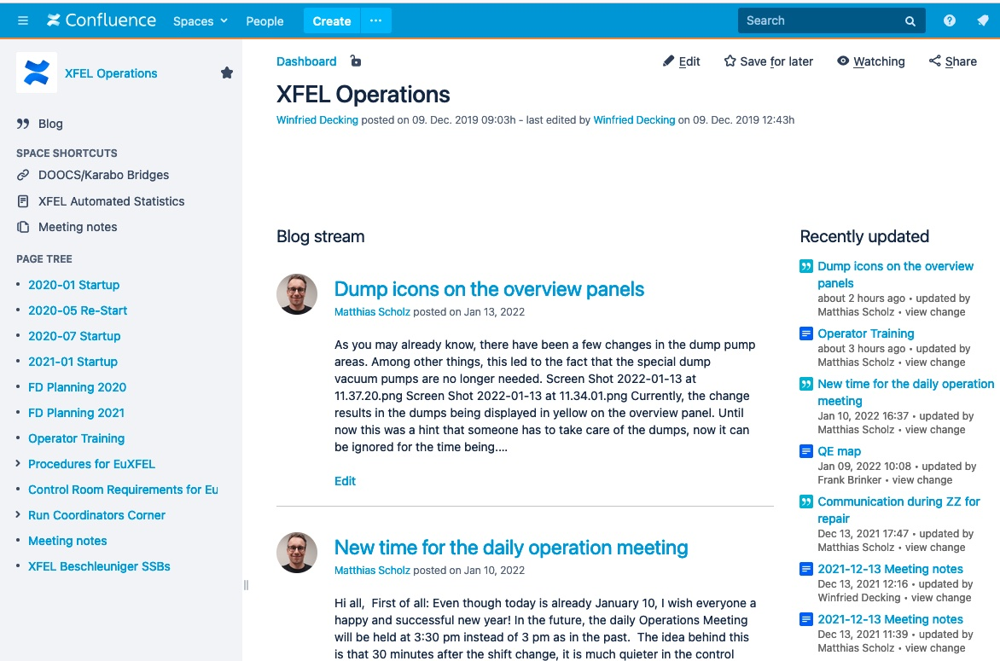 Confluence Spaces People Create ··· Search
XFEL Operations
Blog
SPACE SHORTCUTS
DOOCS/Karabo Bridges
XFEL Automated Statistics
Meeting notes
PAGE TREE
2020-01 Startup
2020-05 Re-Start
2020-07 Startup
2021-01 Startup
FD Planning 2020
FD Planning 2021
Operator Training
Procedures for EuXFEL
Control Room Requirements for Eu
Run Coordinators Corner
Meeting notes
XFEL Beschleuniger SSBs
Dashboard Edit Save for later Watching Share
XFEL Operations
Winfried Decking posted on 09. Dec. 2019 09:03h - last edited by Winfried Decking on 09. Dec. 2019 12:43h
Blog stream
Dump icons on the overview panels
Matthias Scholz posted on Jan 13, 2022
As you may already know, there have been a few changes in the dump pump
areas. Among other things, this led to the fact that the special dump
vacuum pumps are no longer needed. Screen Shot 2022-01-13 at
11.37.20.png Screen Shot 2022-01-13 at 11.34.01.png Currently, the change
results in the dumps being displayed in yellow on the overview panel. Until
now this was a hint that someone has to take care of the dumps, now it can
be ignored for the time being....
Edit
New time for the daily operation meeting
Matthias Scholz posted on Jan 10, 2022
Hi all,  First of all: Even though today is already January 10, I wish everyone a
happy and successful new year! In the future, the daily Operations Meeting
will be held at 3:30 pm instead of 3 pm as in the past.  The idea behind this
is that 30 minutes after the shift change, it is much quieter in the control
Recently updated
Dump icons on the overview
panels
about 2 hours ago • updated by
Matthias Scholz • view change
Operator Training
about 3 hours ago • updated by
Matthias Scholz • view change
New time for the daily operation
meeting
Jan 10, 2022 16:37 • updated by
Matthias Scholz • view change
QE map
Jan 09, 2022 10:08 • updated by
Frank Brinker • view change
Communication during ZZ for
repair
Dec 13, 2021 17:47 • updated by
Matthias Scholz • view change
2021-12-13 Meeting notes
Dec 13, 2021 12:16 • updated by
Winfried Decking • view change
2021-12-13 Meeting notes
Dec 13, 2021 11:39 • updated by
Matthias Scholz • view change